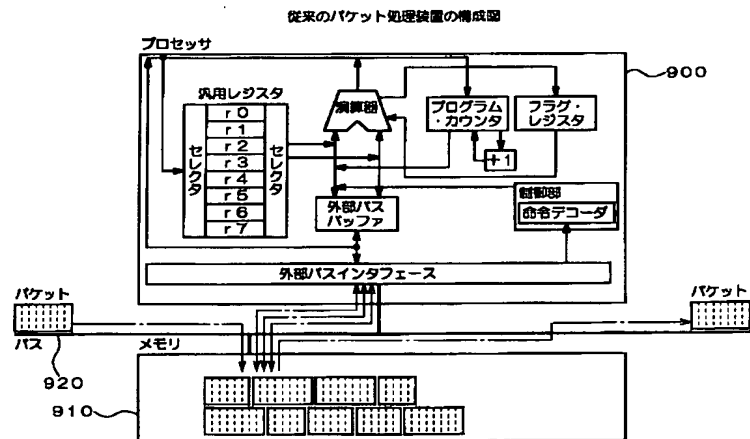 従来のパケット処理装置の構成図
プロセッサ
900
汎用レジスタ
セレクタ
r0
r1
r2
r3
r4
r5
r6
r7
セレクタ
演算器
プログラム
・カウンタ
フラグ・
レジスタ
+1
外部バス
バッファ
制御部
命令デコーダ
外部バスインタフェース
パケット
パケット
バス
920
メモリ
910